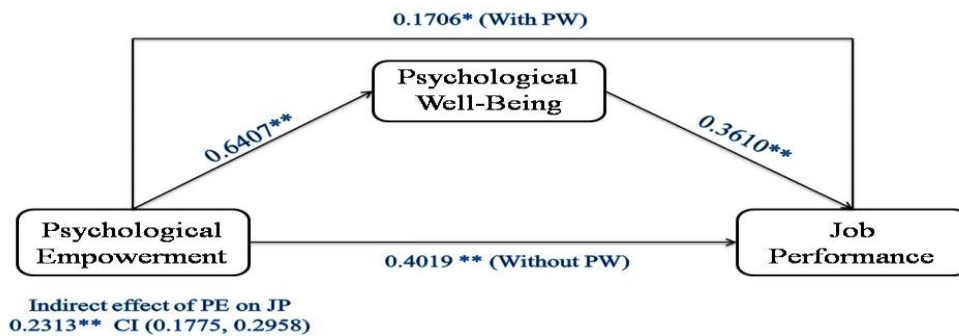 0.1706* (With PW)
Psychological
Well-Being
0.6407**
0.3610**
Psychological
Empowerment
Job
Performance
0.4019 ** (Without PW)
Indirect effect of PE on JP
0.2313** CI (0.1775, 0.2958)